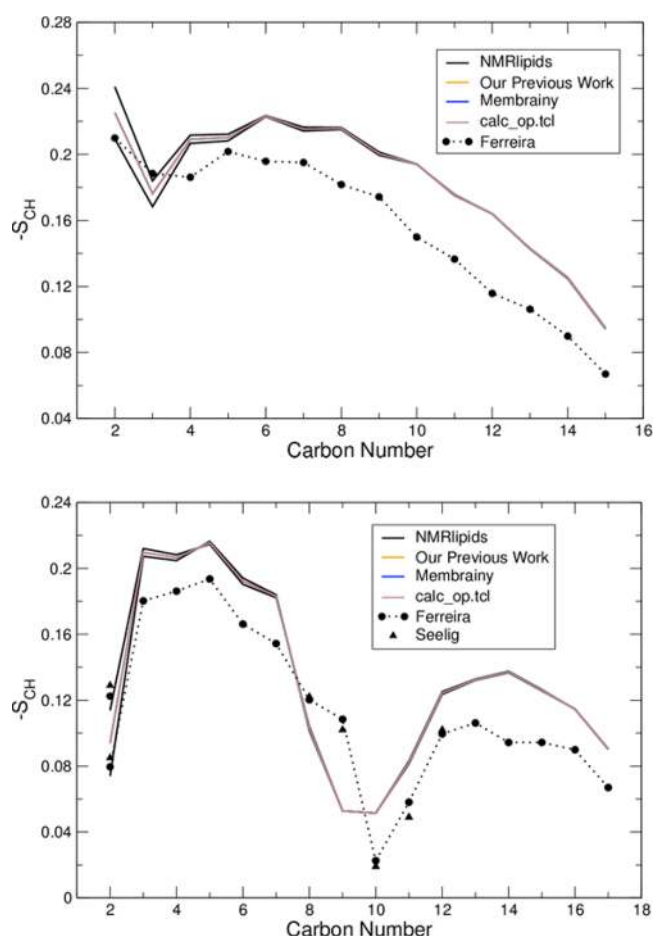 0.28
0.24
0.2
0.16
0.12
0.08
0.04
-S_CH
2 4 6 8 10 12 14 16
Carbon Number
NMRlipids
Our Previous Work
Membrainy
calc_op.tcl
Ferreira
0.24
0.2
0.16
0.12
0.08
0.04
0
-S_CH
2 4 6 8 10 12 14 16 18
Carbon Number
NMRlipids
Our Previous Work
Membrainy
calc_op.tcl
Ferreira
Seelig